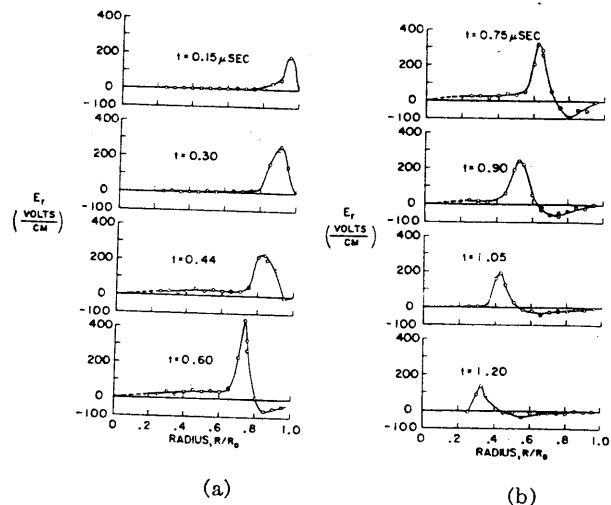 400
200
0
-100
t = 0.15 μSEC
400
200
0
-100
t = 0.30
400
200
0
-100
t = 0.44
400
200
0
-100
t = 0.60
E_r
(VOLTS/CM)
0 .2 .4 .6 .8 1.0
RADIUS, R/R₀
(a)
400
200
0
-100
t = 0.75 μSEC
400
200
0
-100
t = 0.90
400
200
0
-100
t = 1.05
400
200
0
-100
t = 1.20
E_r
(VOLTS/CM)
0 .2 .4 .6 .8 1.0
RADIUS, R/R₀
(b)